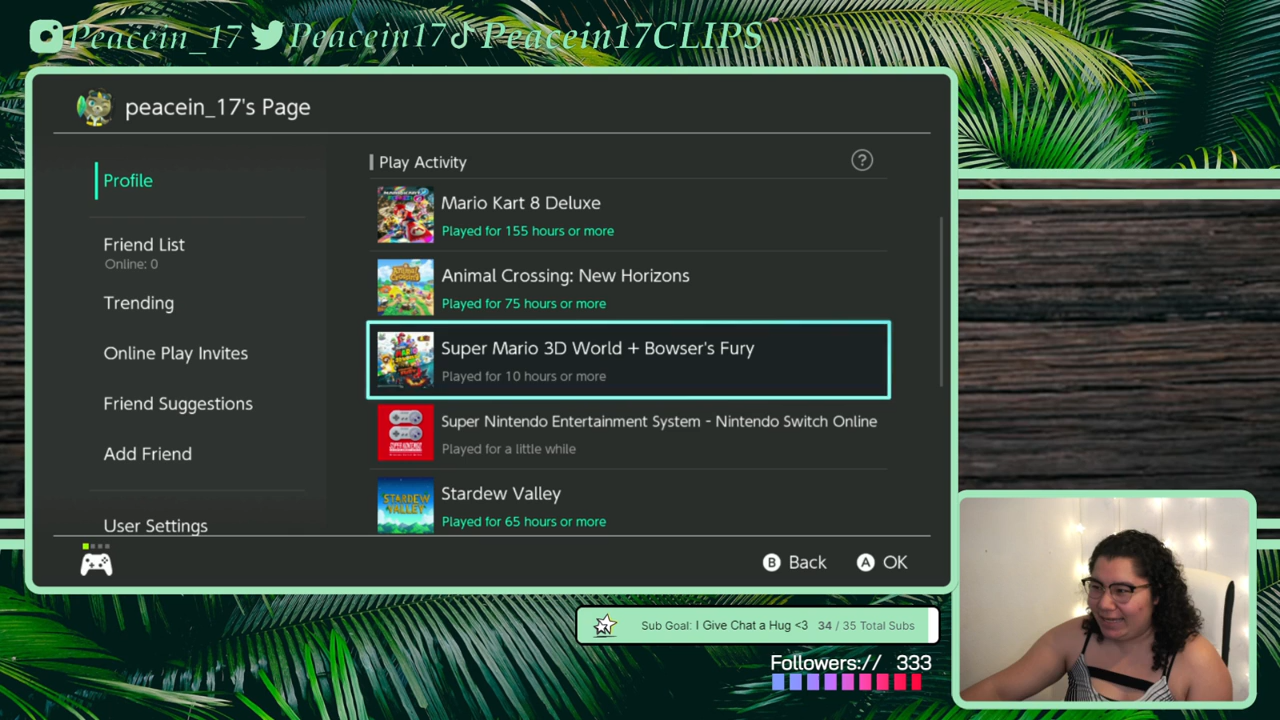 Peacein_17 Peacein17 Peacein17CLIPS
peacein_17's Page
Profile
Friend List
Online: 0
Trending
Online Play Invites
Friend Suggestions
Add Friend
User Settings
Play Activity ?
Mario Kart 8 Deluxe
Played for 155 hours or more
Animal Crossing: New Horizons
Played for 75 hours or more
Super Mario 3D World + Bowser's Fury
Played for 10 hours or more
Super Nintendo Entertainment System - Nintendo Switch Online
Played for a little while
STARDEW VALLEY
Stardew Valley
Played for 65 hours or more
B Back A OK
Sub Goal: I Give Chat a Hug <3 34 / 35 Total Subs
Followers:// 333